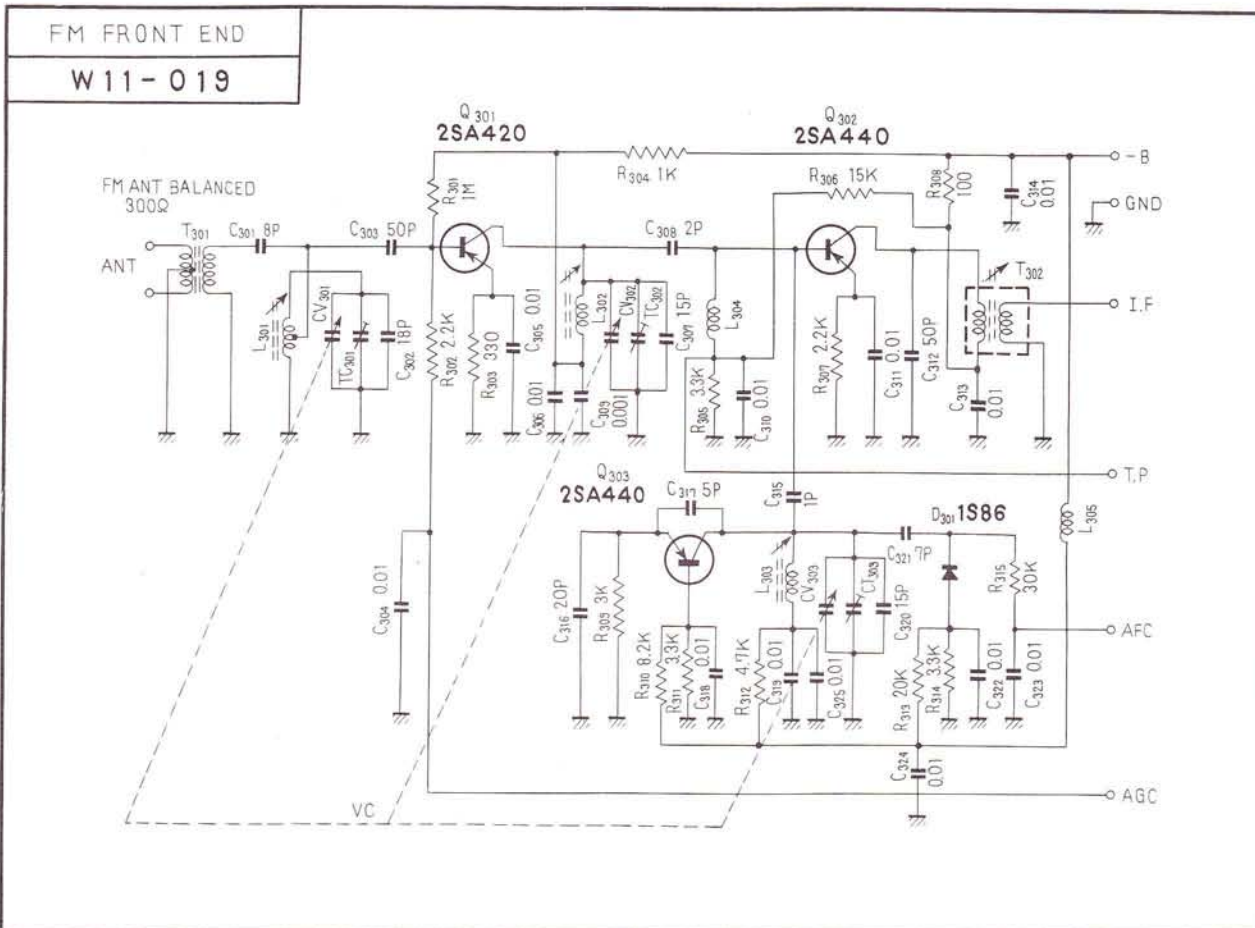 FM FRONT END
W11-019
Q301
2SA420
Q302
2SA440
-B
R304 1K
R306 15K
R308
100
C314
0.01
GND
FM ANT BALANCED
300Ω
R301
1M
T301
C301 8P
C303 50P
C308 2P
ANT
T302
L301
CV301
TC301
C302
18P
R302 2.2K
R303 330
C305 0.01
L302
CV302
TC302
C307 15P
L304
I.F
C306 0.01
C309
0.001
R305 3.3K
C310 0.01
R307 2.2K
C311 0.01
C312 50P
C313
0.01
Q303
2SA440
C317 5P
C315
1P
T.P
D301 1S86
L305
C321 7P
L303
CV303
CT303
C320 15P
R315
30K
C304 0.01
C316 20P
R309 3K
AFC
R310 8.2K
R311 3.3K
C318 0.01
R312 4.7K
C319 0.01
C325 0.01
R313 20K
R314 3.3K
C322 0.01
C323 0.01
C324
0.01
VC
AGC